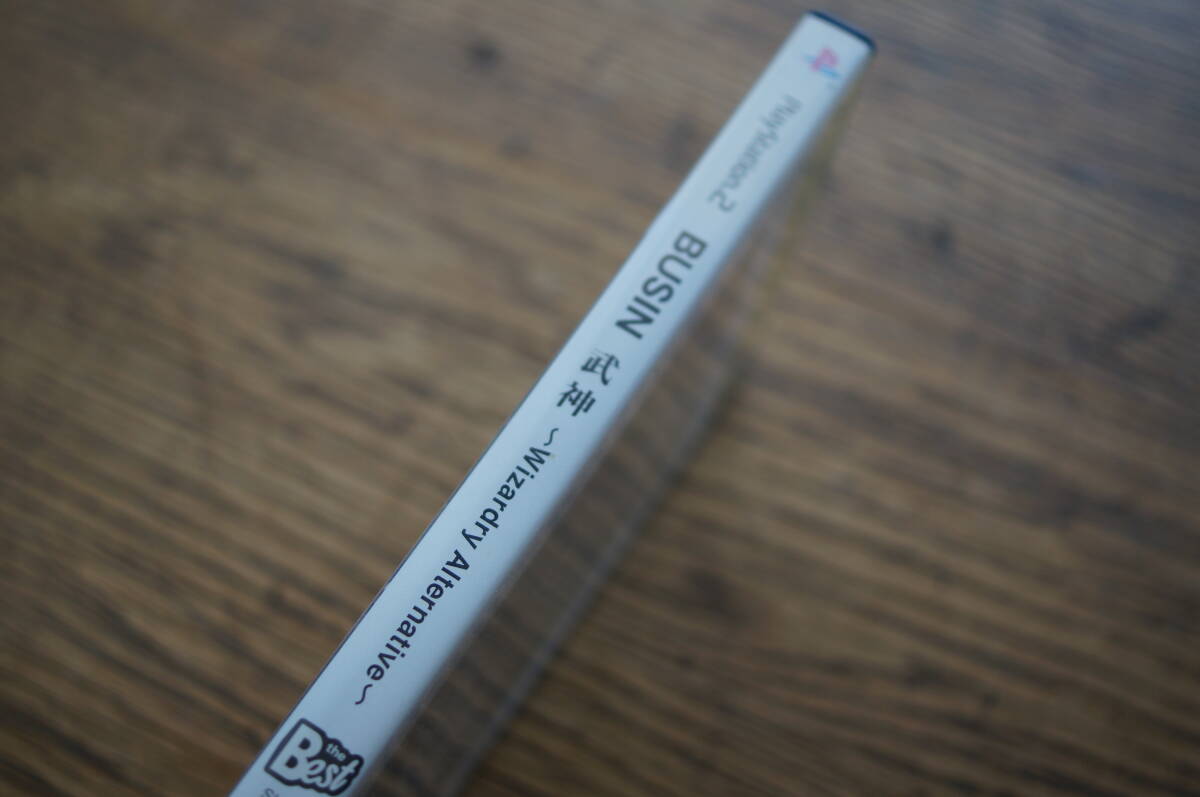 PlayStation.2
BUSIN 武神 ～Wizardry Alternative～
the Best